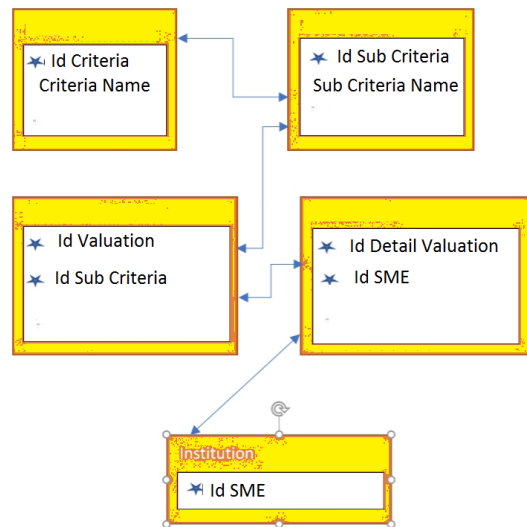 Id Criteria
Criteria Name
Id Sub Criteria
Sub Criteria Name
Id Valuation
Id Sub Criteria
Id Detail Valuation
Id SME
Institution
Id SME